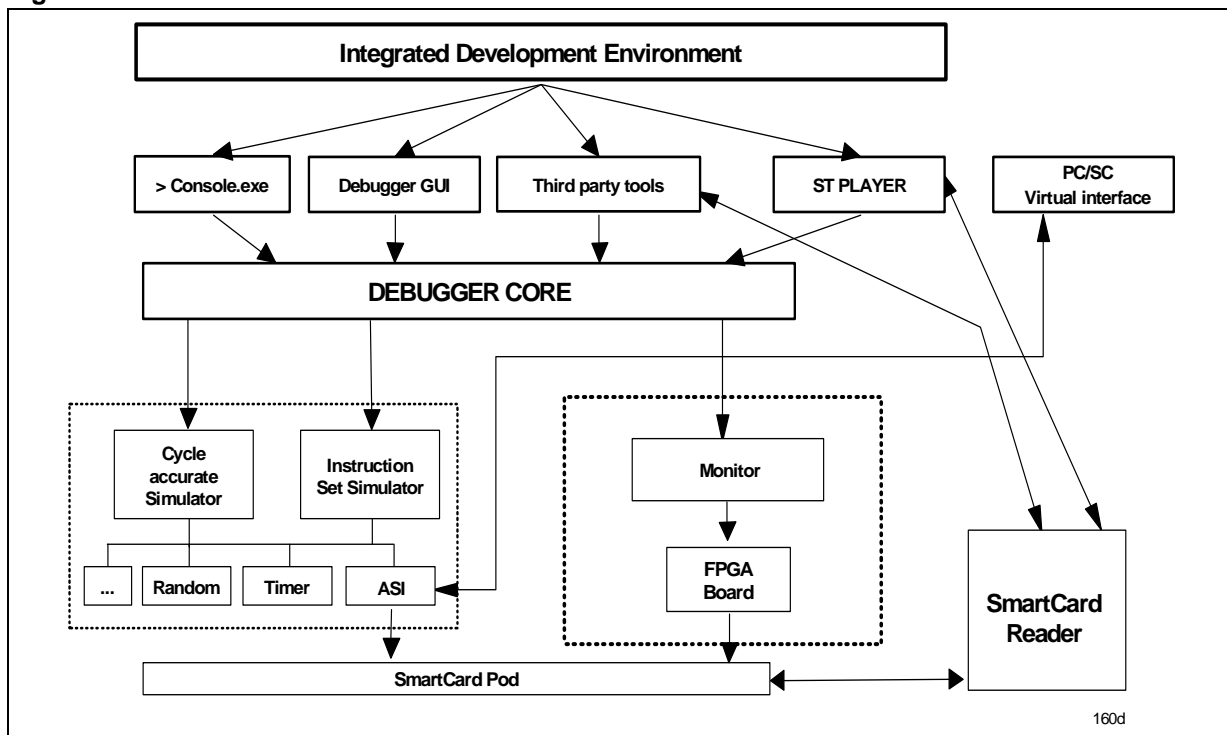 Integrated Development Environment
> Console.exe
Debugger GUI
Third party tools
ST PLAYER
PC/SC
Virtual interface
DEBUGGER CORE
Cycle
accurate
Simulator
Instruction
Set Simulator
Monitor
...
Random
Timer
ASI
FPGA
Board
SmartCard
Reader
SmartCard Pod
160d